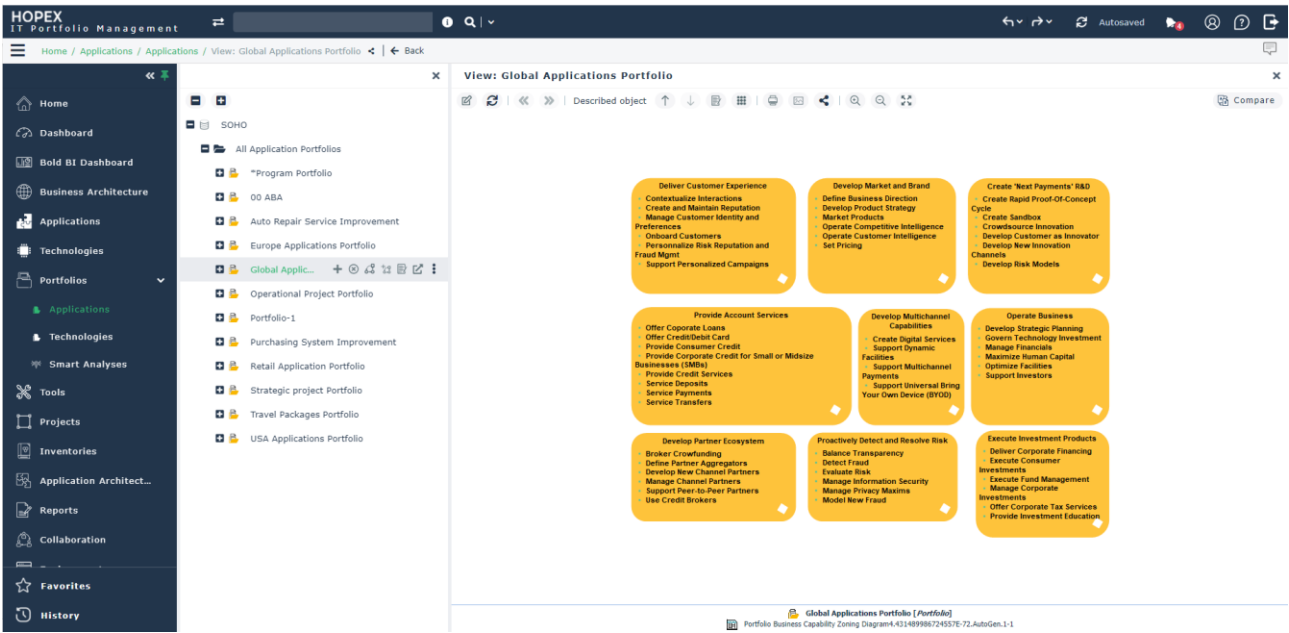 HOPEX
IT Portfolio Management
Autosaved
4
Home / Applications / Applications / View: Global Applications Portfolio
Back
Home
Dashboard
Bold BI Dashboard
Business Architecture
Applications
Technologies
Portfolios
Applications
Technologies
Smart Analyses
Tools
Projects
Inventories
Application Architect...
Reports
Collaboration
Favorites
History
SOHO
All Application Portfolios
*Program Portfolio
00 ABA
Auto Repair Service Improvement
Europe Applications Portfolio
Global Applic...
Operational Project Portfolio
Portfolio-1
Purchasing System Improvement
Retail Application Portfolio
Strategic project Portfolio
Travel Packages Portfolio
USA Applications Portfolio
View: Global Applications Portfolio
Described object
Compare
Deliver Customer Experience
Contextualize Interactions
Create and Maintain Reputation
Manage Customer Identity and
Preferences
Onboard Customers
Personnalize Risk Reputation and
Fraud Mgmt
Support Personalized Campaigns
Develop Market and Brand
Define Business Direction
Develop Product Strategy
Market Products
Operate Competitive Intelligence
Operate Customer Intelligence
Set Pricing
Create 'Next Payments' R&D
Create Rapid Proof-Of-Concept
Cycle
Create Sandbox
Crowdsource Innovation
Develop Customer as Innovator
Develop New Innovation
Channels
Develop Risk Models
Provide Account Services
Offer Coporate Loans
Offer Credit/Debit Card
Provide Consumer Credit
Provide Corporate Credit for Small or Midsize
Businesses (SMBs)
Provide Credit Services
Service Deposits
Service Payments
Service Transfers
Develop Multichannel
Capabilities
Create Digital Services
Support Dynamic
Facilities
Support Multichannel
Payments
Support Universal Bring
Your Own Device (BYOD)
Operate Business
Develop Strategic Planning
Govern Technology Investment
Manage Financials
Maximize Human Capital
Optimize Facilities
Support Investors
Develop Partner Ecosystem
Broker Crowfunding
Define Partner Aggregators
Develop New Channel Partners
Manage Channel Partners
Support Peer-to-Peer Partners
Use Credit Brokers
Proactively Detect and Resolve Risk
Balance Transparency
Detect Fraud
Evaluate Risk
Manage Information Security
Manage Privacy Maxims
Model New Fraud
Execute Investment Products
Deliver Corporate Financing
Execute Consumer
Investments
Execute Fund Management
Manage Corporate
Investments
Offer Corporate Tax Services
Provide Investment Education
Global Applications Portfolio [Portfolio]
Portfolio Business Capability Zoning Diagram4.431489986724557E-72.AutoGen.1-1